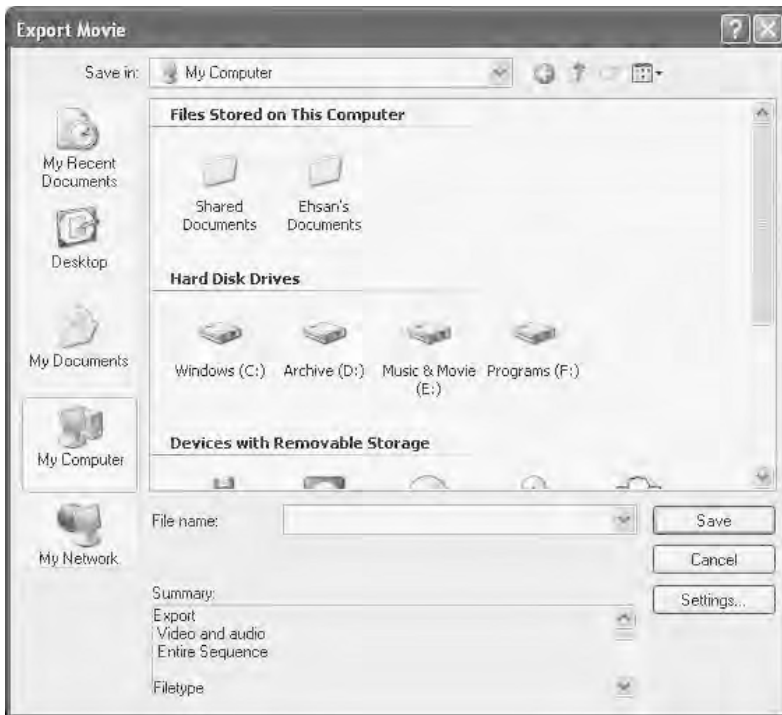 Export Movie
Save in:
My Computer
My Recent Documents
Desktop
My Documents
My Computer
My Network
Files Stored on This Computer
Shared Documents
Ehsan's Documents
Hard Disk Drives
Windows (C:)
Archive (D:)
Music & Movie (E:)
Programs (F:)
Devices with Removable Storage
File name:
Save
Cancel
Settings...
Summary:
Export
Video and audio
Entire Sequence
Filetype